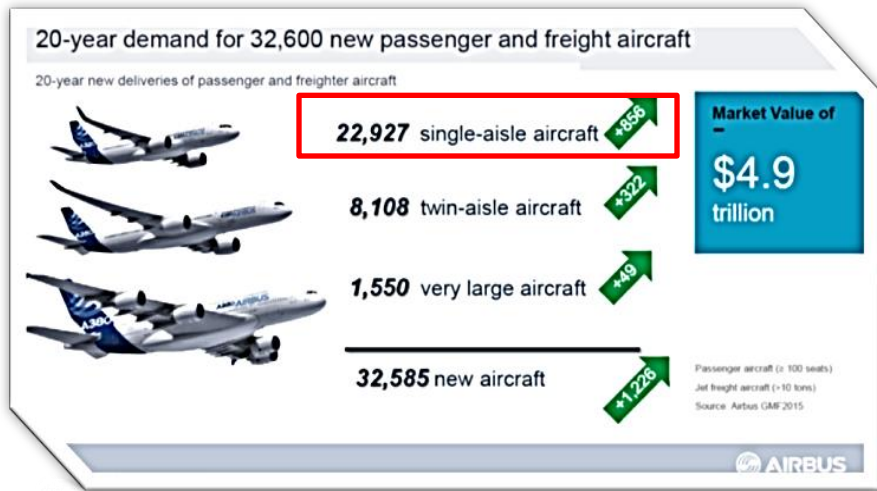 20-year demand for 32,600 new passenger and freight aircraft
20-year new deliveries of passenger and freighter aircraft
22,927 single-aisle aircraft +856
8,108 twin-aisle aircraft +322
1,550 very large aircraft +49
32,585 new aircraft +1,226
Market Value of
$4.9
trillion
Passenger aircraft (≥ 100 seats)
Jet freight aircraft (>10 tons)
Source Airbus GMF2015
A380
AIRBUS
AIRBUS